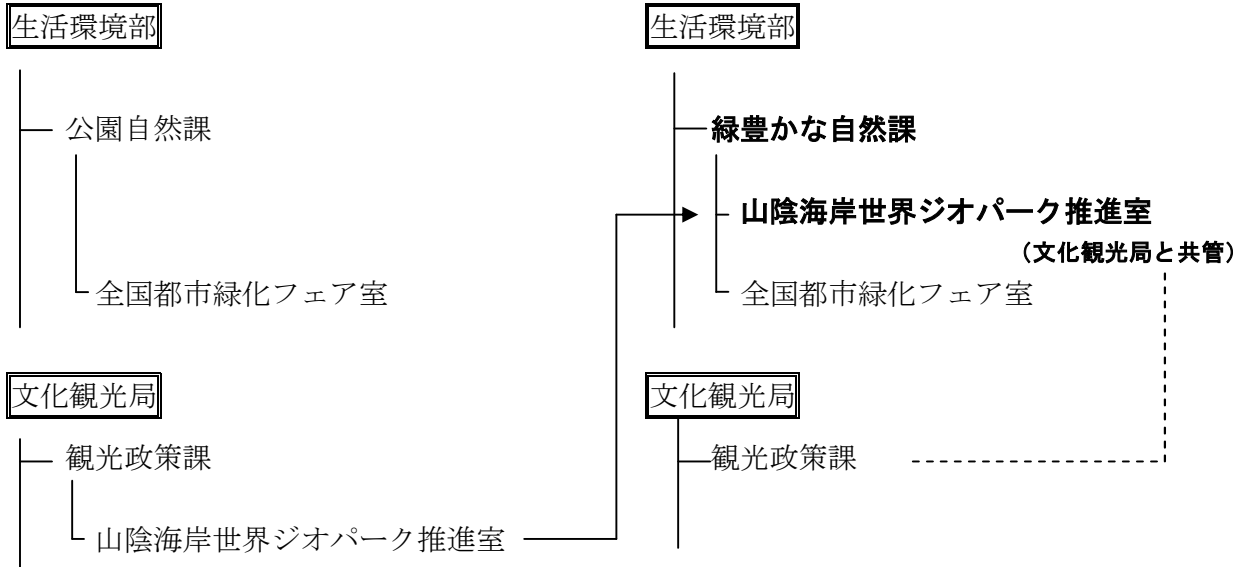 生活環境部
公園自然課
全国都市緑化フェア室
文化観光局
観光政策課
山陰海岸世界ジオパーク推進室
生活環境部
緑豊かな自然課
山陰海岸世界ジオパーク推進室
（文化観光局と共管）
全国都市緑化フェア室
文化観光局
観光政策課